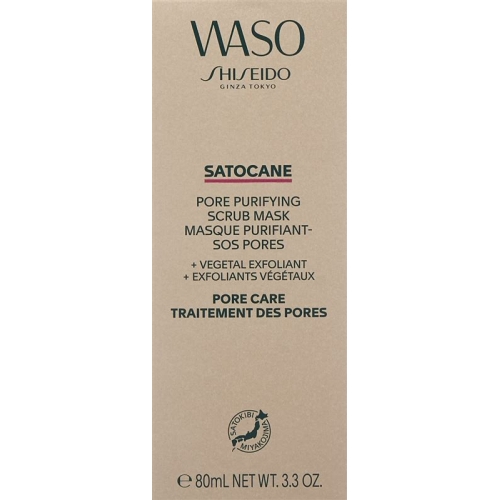 WASO
SHISEIDO
GINZA TOKYO
SATOCANE
PORE PURIFYING
SCRUB MASK
MASQUE PURIFIANT-
SOS PORES
+ VEGETAL EXFOLIANT
+ EXFOLIANTS VÉGÉTAUX
PORE CARE
TRAITEMENT DES PORES
SATOKIBI
MIYAKOJIMA
℮ 80mL NET WT. 3.3 OZ.